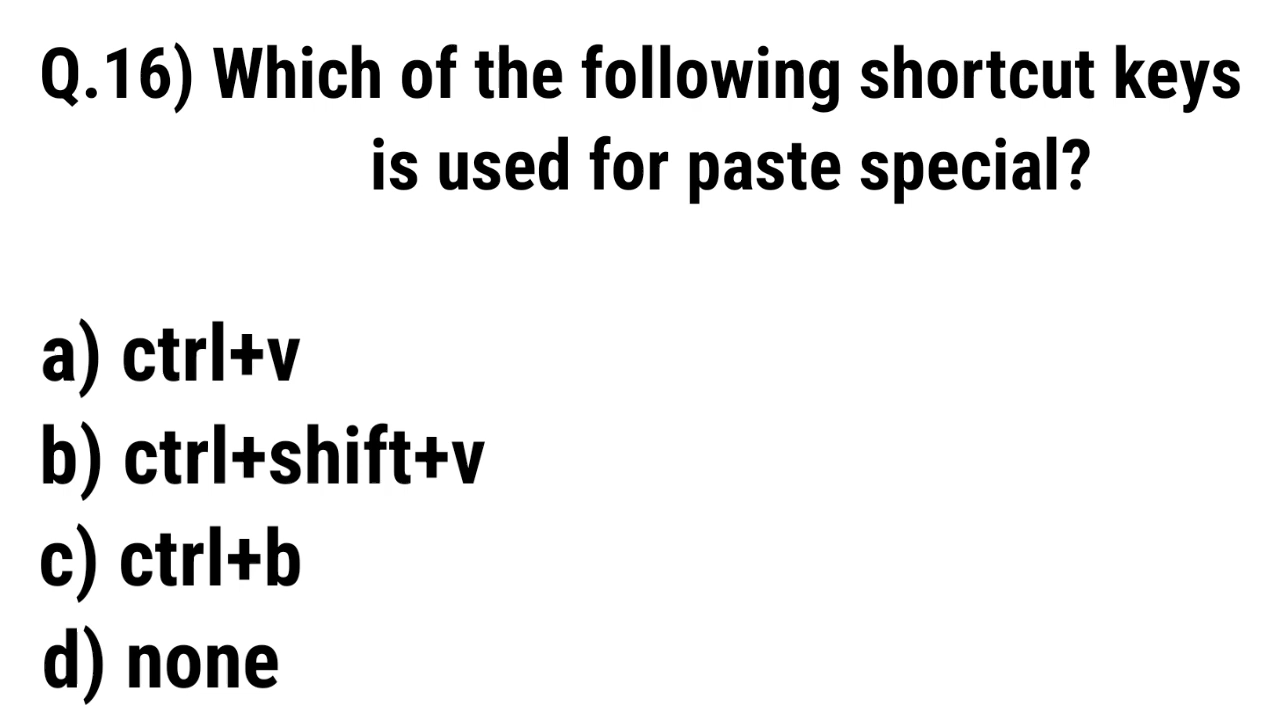 Q.16) Which of the following shortcut keys
is used for paste special?
a) ctrl+v
b) ctrl+shift+v
c) ctrl+b
d) none